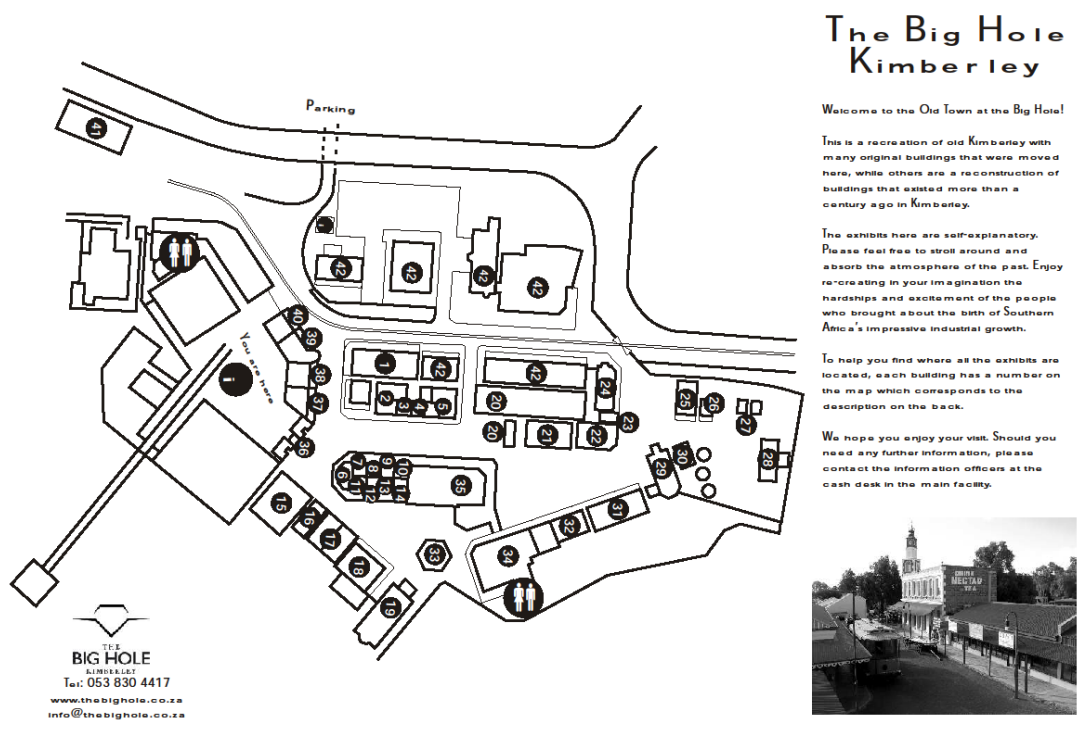 The Big Hole
Kimberley
Welcome to the Old Town at the Big Hole!
This is a recreation of old Kimberley with
many original buildings that were moved
here, while others are a reconstruction of
buildings that existed more than a
century ago in Kimberley.
The exhibits here are self-explanatory.
Please feel free to stroll around and
absorb the atmosphere of the past. Enjoy
re-creating in your imagination the
hardships and excitement of the people
who brought about the birth of Southern
Africa's impressive industrial growth.
To help you find where all the exhibits are
located, each building has a number on
the map which corresponds to the
description on the back.
We hope you enjoy your visit. Should you
need any further information, please
contact the information officers at the
cash desk in the main facility.
Parking
41
42
42
42
42
40
39
You are here
i
38
37
36
1
42
2
3
4
5
42
20
24
20
21
22
23
25
26
27
28
29
30
6
7
8
9
10
11
12
13
14
35
15
16
17
18
19
33
34
32
31
THE
BIG HOLE
KIMBERLEY
Tel: 053 830 4417
www.thebighole.co.za
info@thebighole.co.za
NECTAR
TEA